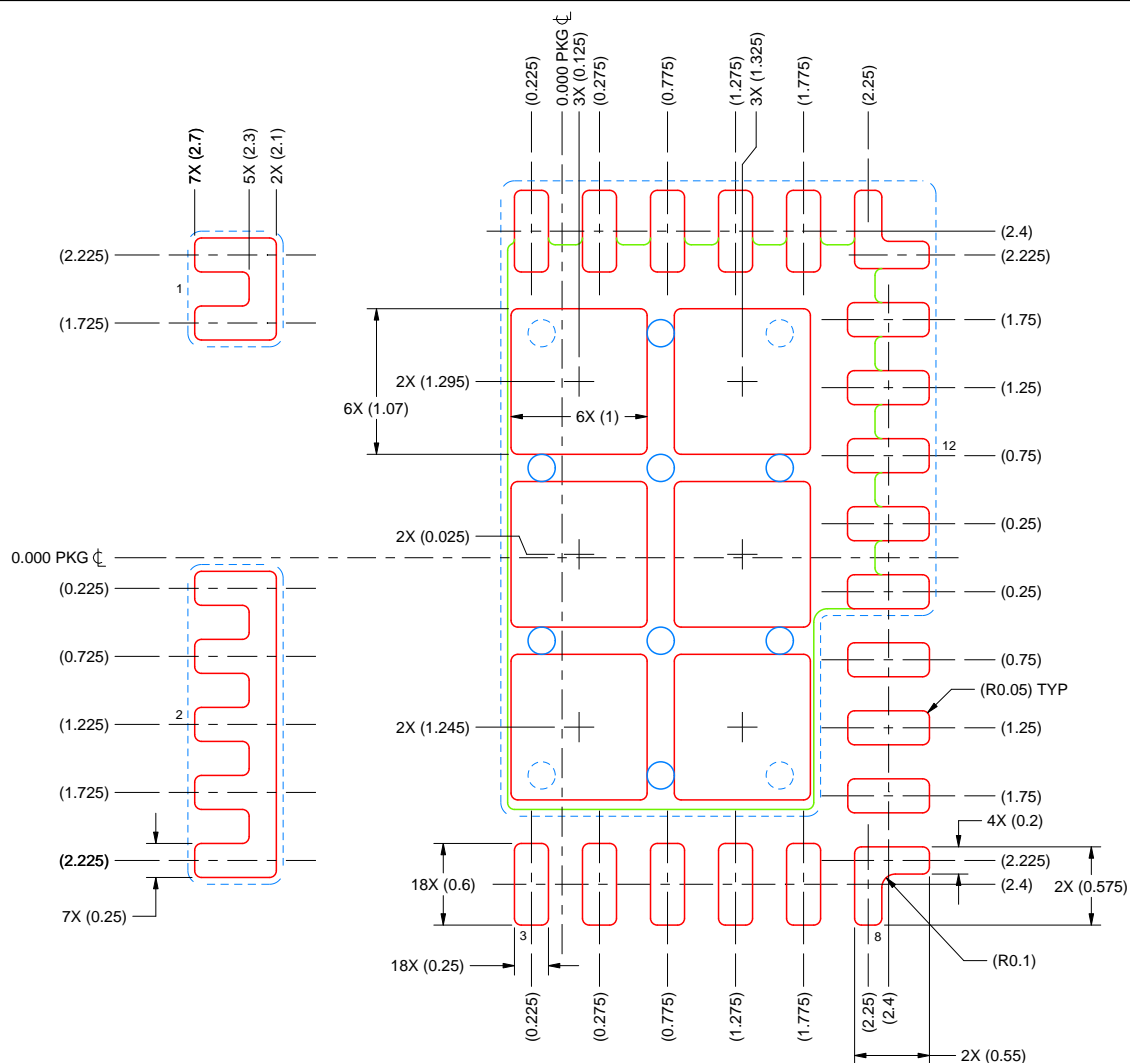 (0.225)
0.000 PKG ℄
3X (0.125)
(0.275)
(0.775)
(1.275)
3X (1.325)
(1.775)
(2.25)
7X (2.7)
5X (2.3)
2X (2.1)
(2.4)
(2.225)
(2.225)
1
(1.725)
(1.75)
2X (1.295)
(1.25)
6X (1.07)
6X (1)
12
(0.75)
(0.25)
2X (0.025)
0.000 PKG ℄
(0.225)
(0.25)
(0.725)
(0.75)
(R0.05) TYP
2
(1.225)
2X (1.245)
(1.25)
(1.725)
(1.75)
4X (0.2)
(2.225)
(2.225)
18X (0.6)
(2.4)
2X (0.575)
7X (0.25)
3
8
18X (0.25)
(R0.1)
(0.225)
(0.275)
(0.775)
(1.275)
(1.775)
(2.25)
(2.4)
2X (0.55)